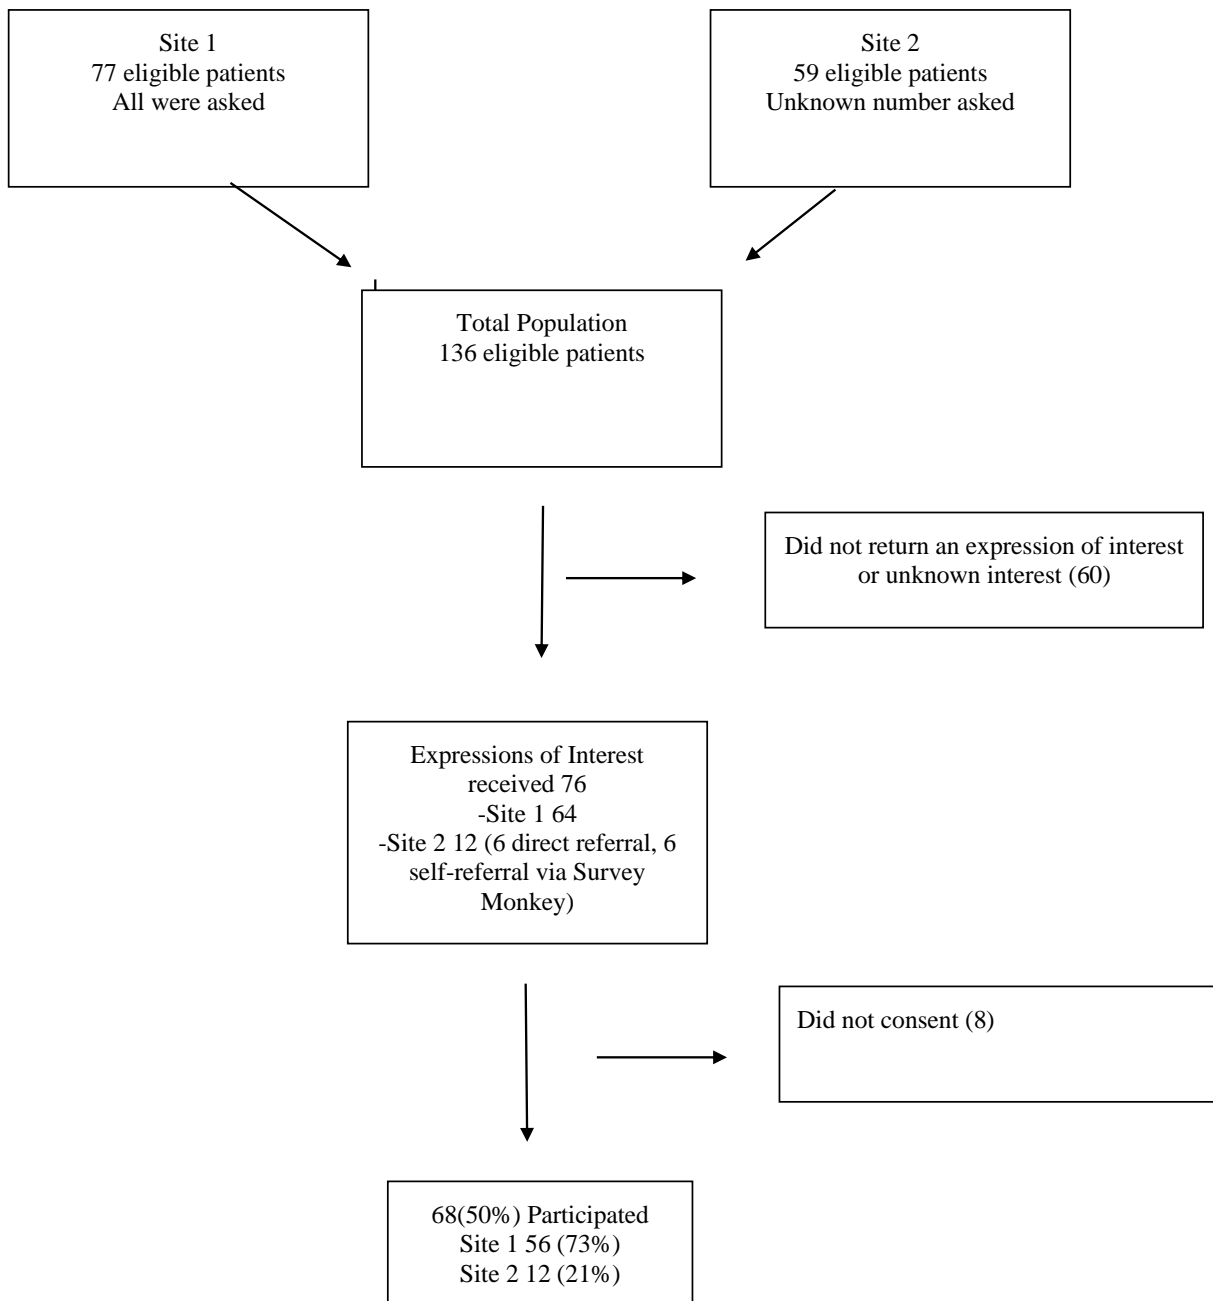 Site 1
77 eligible patients
All were asked
Site 2
59 eligible patients
Unknown number asked
Total Population
136 eligible patients
Did not return an expression of interest
or unknown interest (60)
Expressions of Interest
received 76
-Site 1 64
-Site 2 12 (6 direct referral, 6
self-referral via Survey
Monkey)
Did not consent (8)
68(50%) Participated
Site 1 56 (73%)
Site 2 12 (21%)